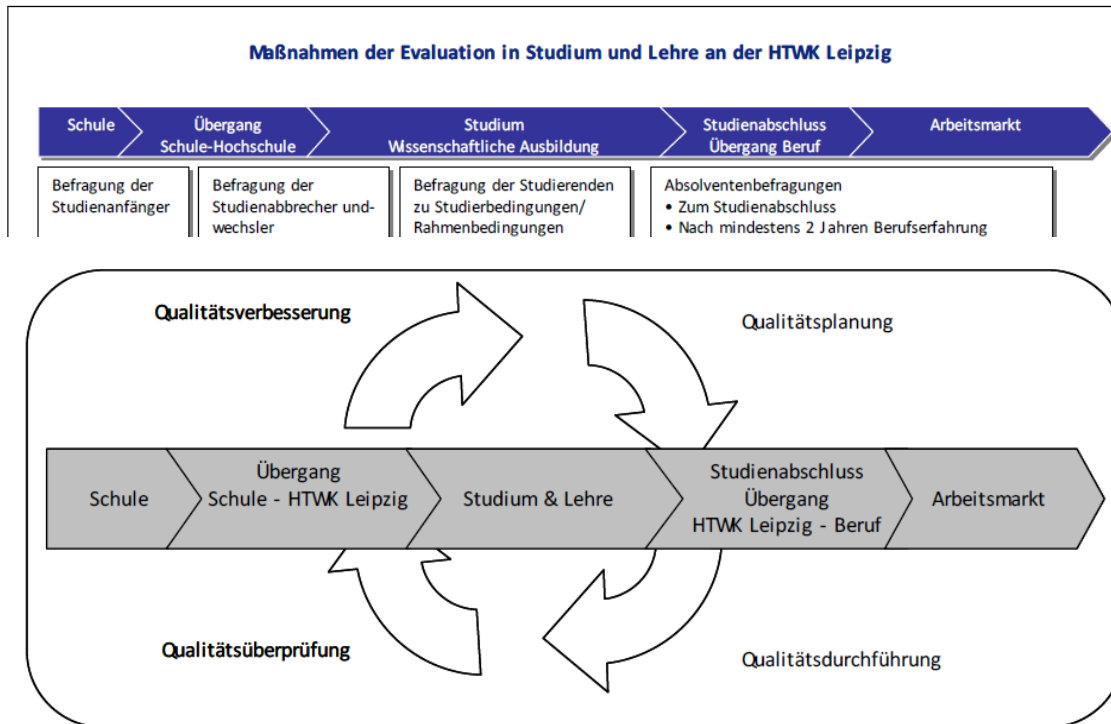 Maßnahmen der Evaluation in Studium und Lehre an der HTWK Leipzig
Schule
Übergang
Schule-Hochschule
Studium
Wissenschaftliche Ausbildung
Studienabschluss
Übergang Beruf
Arbeitsmarkt
Befragung der
Studienanfänger
Befragung der
Studienabbrecher und-
wechsler
Befragung der Studierenden
zu Studierbedingungen/
Rahmenbedingungen
Absolventenbefragungen
• Zum Studienabschluss
• Nach mindestens 2 Jahren Berufserfahrung
Qualitätsverbesserung
Qualitätsplanung
Schule
Übergang
Schule - HTWK Leipzig
Studium & Lehre
Studienabschluss
Übergang
HTWK Leipzig - Beruf
Arbeitsmarkt
Qualitätsüberprüfung
Qualitätsdurchführung